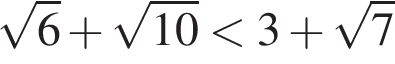 √6 + √10 < 3 + √7